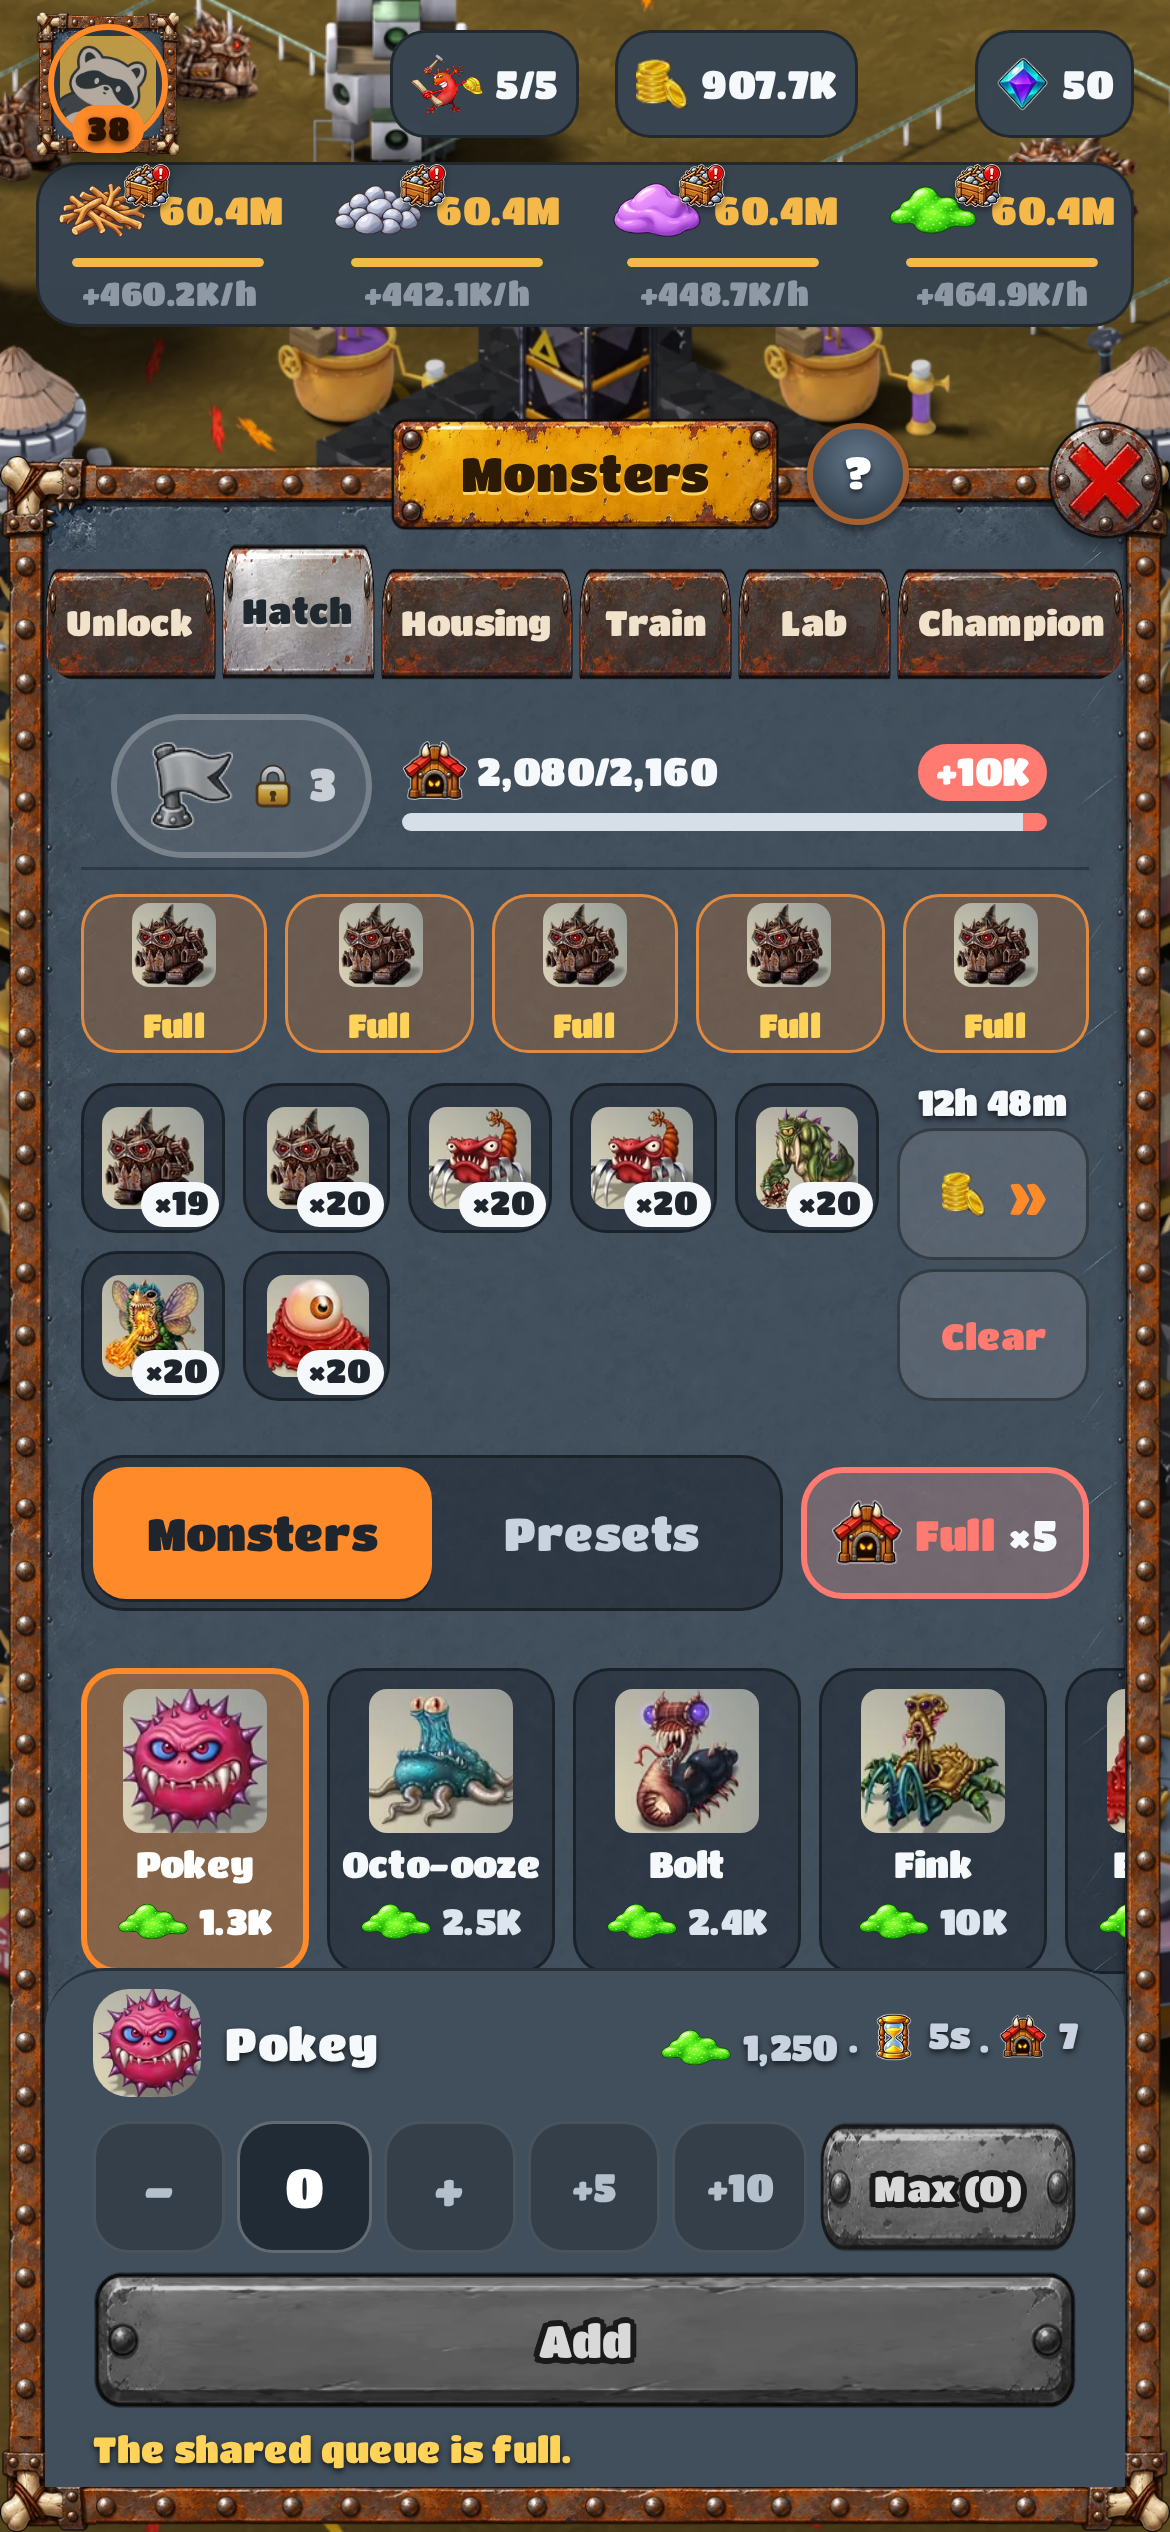 38
5/5
907.7K
50
60.4M
60.4M
60.4M
60.4M
+460.2K/h
+442.1K/h
+448.7K/h
+464.9K/h
Monsters
?
Unlock
Hatch
Housing
Train
Lab
Champion
3
2,080/2,160
+10K
Full
Full
Full
Full
Full
×19
×20
×20
×20
×20
12h 48m
×20
×20
Clear
Monsters
Presets
Full ×5
Pokey
Octo-ooze
Bolt
Fink
1.3K
2.5K
2.4K
10K
Pokey
1,250 · 5s · 7
-
0
+
+5
+10
Max (0)
Add
The shared queue is full.